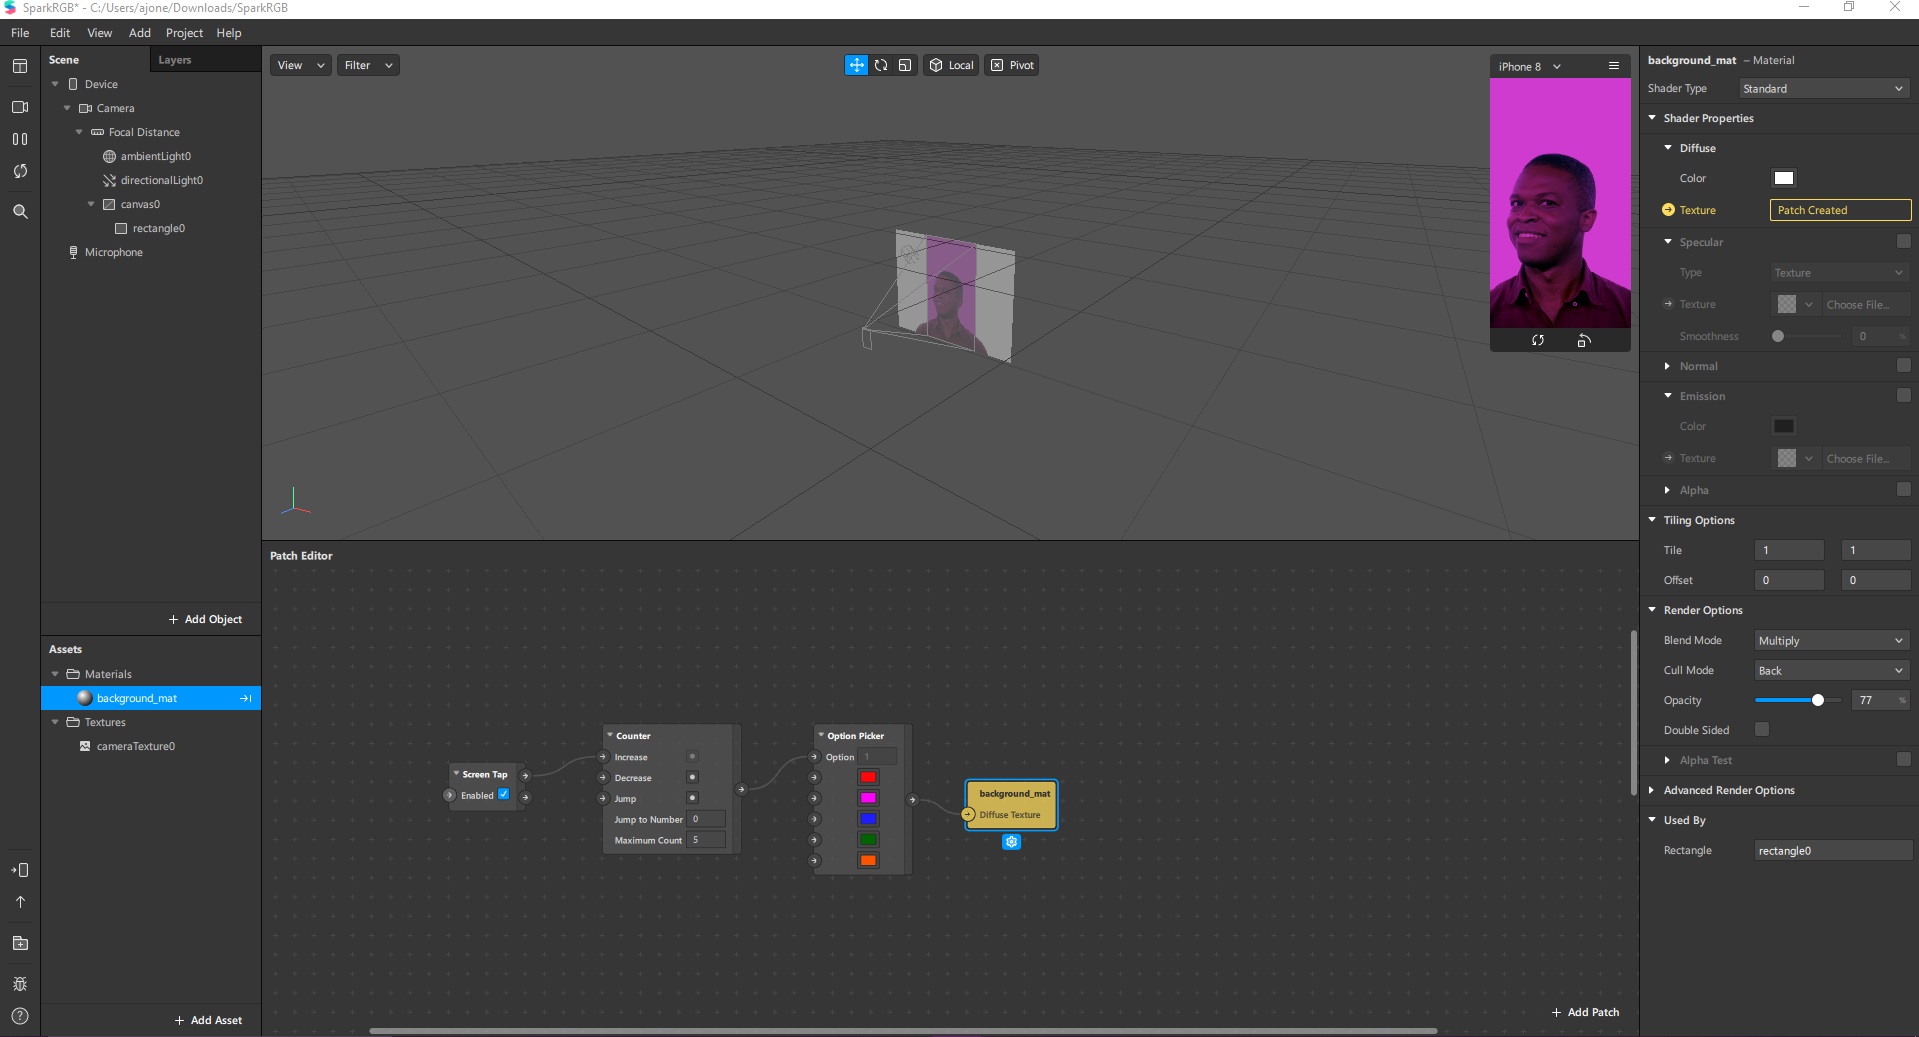 SparkRGB* - C:/Users/ajone/Downloads/SparkRGB
File Edit View Add Project Help
Scene Layers
Device
Camera
Focal Distance
ambientLight0
directionalLight0
canvas0
rectangle0
Microphone
+ Add Object
Assets
Materials
background_mat
Textures
cameraTexture0
+ Add Asset
View Filter Local Pivot
iPhone 8
Patch Editor
Screen Tap
Enabled
Counter
Increase
Decrease
Jump
Jump to Number 0
Maximum Count 5
Option Picker
Option 1
background_mat
Diffuse Texture
+ Add Patch
background_mat – Material
Shader Type Standard
Shader Properties
Diffuse
Color
Texture Patch Created
Specular
Type Texture
Texture Choose File...
Smoothness 0 %
Normal
Emission
Color
Texture Choose File...
Alpha
Tiling Options
Tile 1 1
Offset 0 0
Render Options
Blend Mode Multiply
Cull Mode Back
Opacity 77 %
Double Sided
Alpha Test
Advanced Render Options
Used By
Rectangle rectangle0